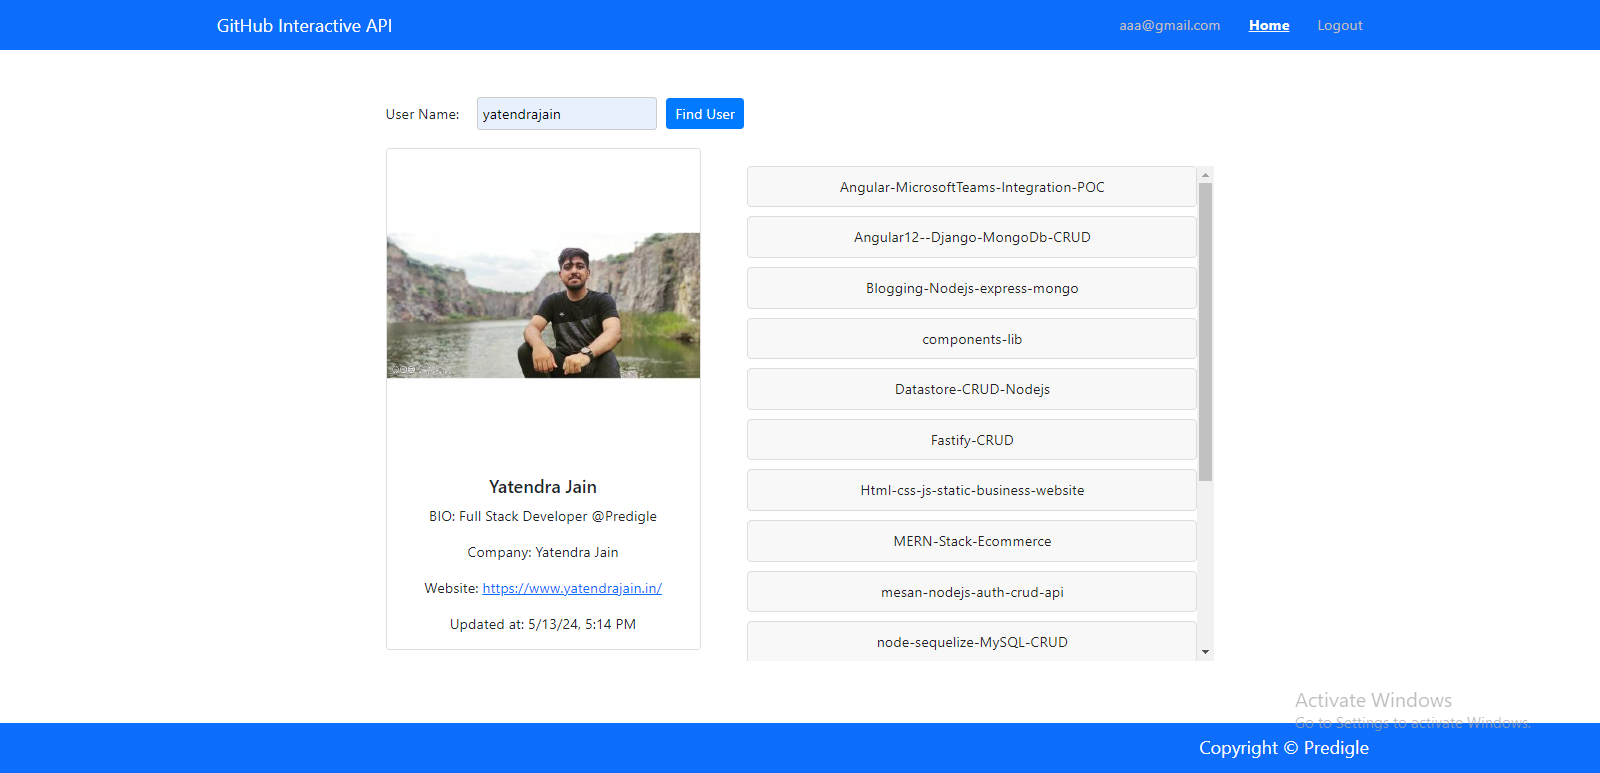 GitHub Interactive API
aaa@gmail.com Home Logout
User Name: yatendrajain Find User
Yatendra Jain
BIO: Full Stack Developer @Predigle
Company: Yatendra Jain
Website: https://www.yatendrajain.in/
Updated at: 5/13/24, 5:14 PM
Angular-MicrosoftTeams-Integration-POC
Angular12--Django-MongoDb-CRUD
Blogging-Nodejs-express-mongo
components-lib
Datastore-CRUD-Nodejs
Fastify-CRUD
Html-css-js-static-business-website
MERN-Stack-Ecommerce
mesan-nodejs-auth-crud-api
node-sequelize-MySQL-CRUD
Activate Windows
Go to Settings to activate Windows.
Copyright © Predigle